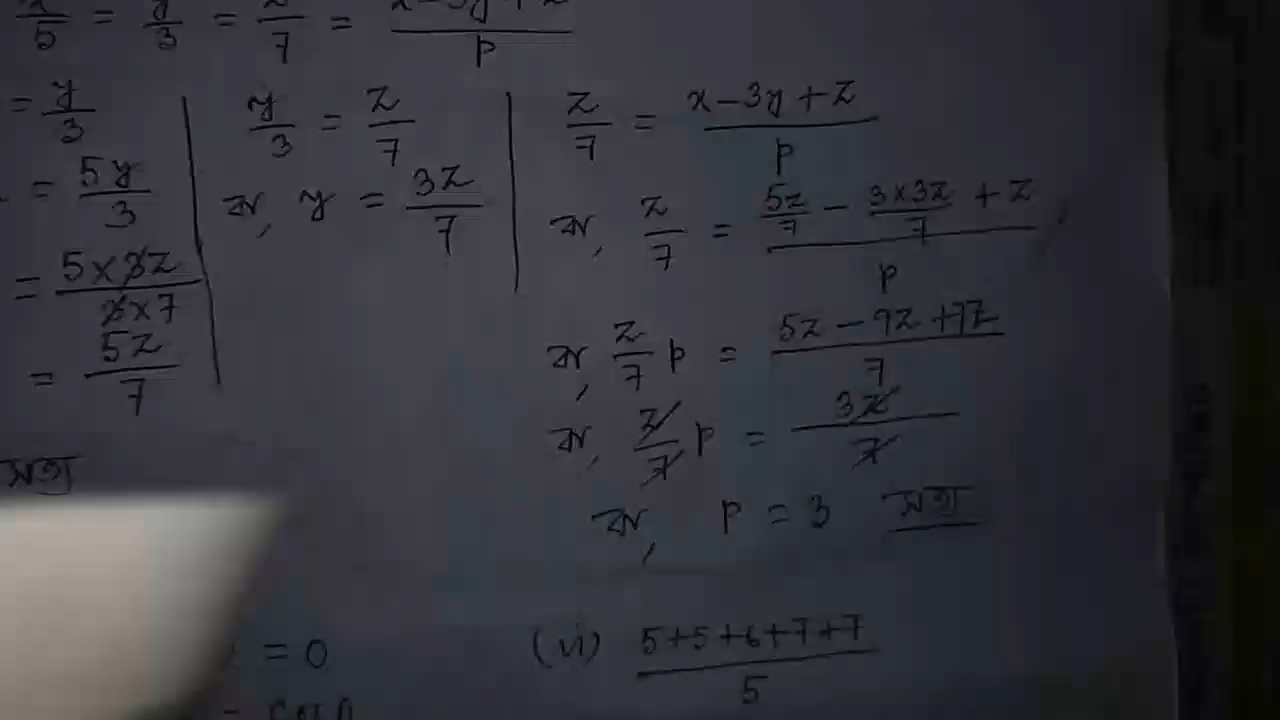 x/5 = y/3 = z/7 = (x-3y+z)/p
= y/3
= 5y/3
= (5×3z)/(3×7)
= 5z/7
সত্য
y/3 = z/7
বা, y = 3z/7
z/7 = (x-3y+z)/p
বা, z/7 = (5z/7 - (3×3z)/7 + z)/p
বা, z/7 p = (5z-9z+7z)/7
বা, z/7 p = 3z/7
বা, p = 3 সত্য
= 0
(vi) (5+5+6+7+7)/5